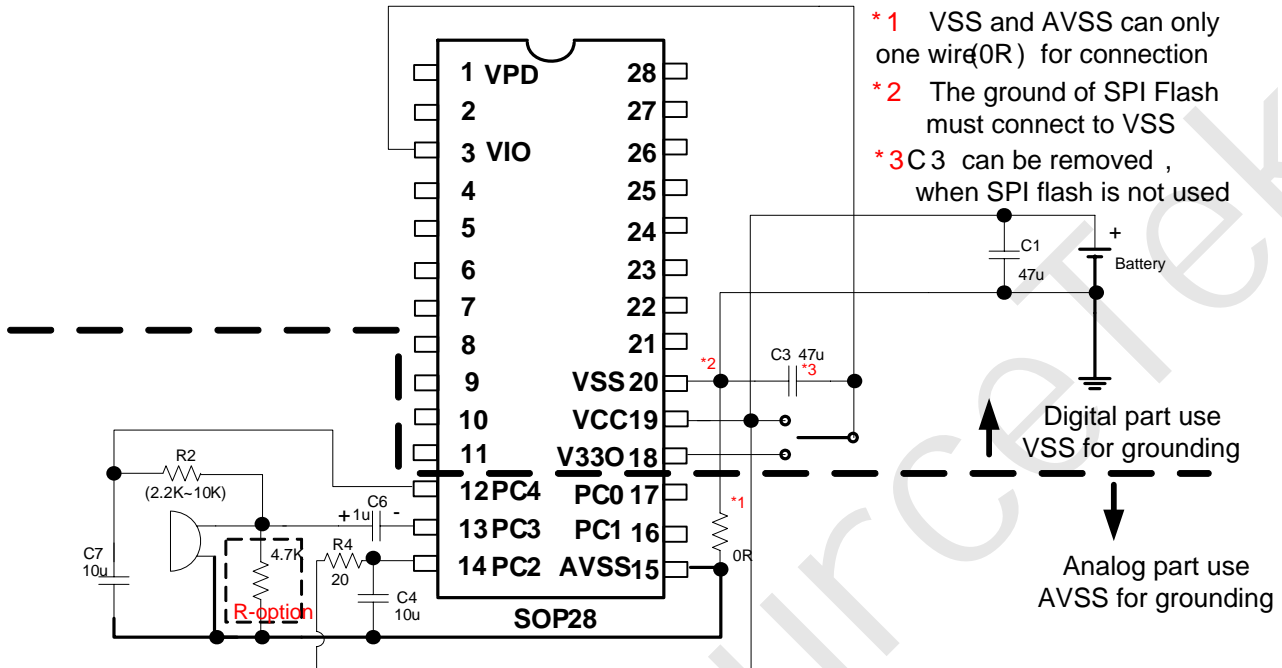 *1 VSS and AVSS can only
one wire(0R) for connection
*2 The ground of SPI Flash
must connect to VSS
*3 C3 can be removed ,
when SPI flash is not used
1 VPD
2
3 VIO
4
5
6
7
8
9
10
11
12 PC4
13 PC3
14 PC2
28
27
26
25
24
23
22
21
VSS 20
VCC 19
V33O 18
PC0 17
PC1 16
AVSS 15
SOP28
C1
47u
+
Battery
*2
C3 47u
*3
Digital part use
VSS for grounding
*1
0R
Analog part use
AVSS for grounding
R2
(2.2K~10K)
C6
+ 1u -
C7
10u
4.7K
R-option
R4
20
C4
10u
urceTek